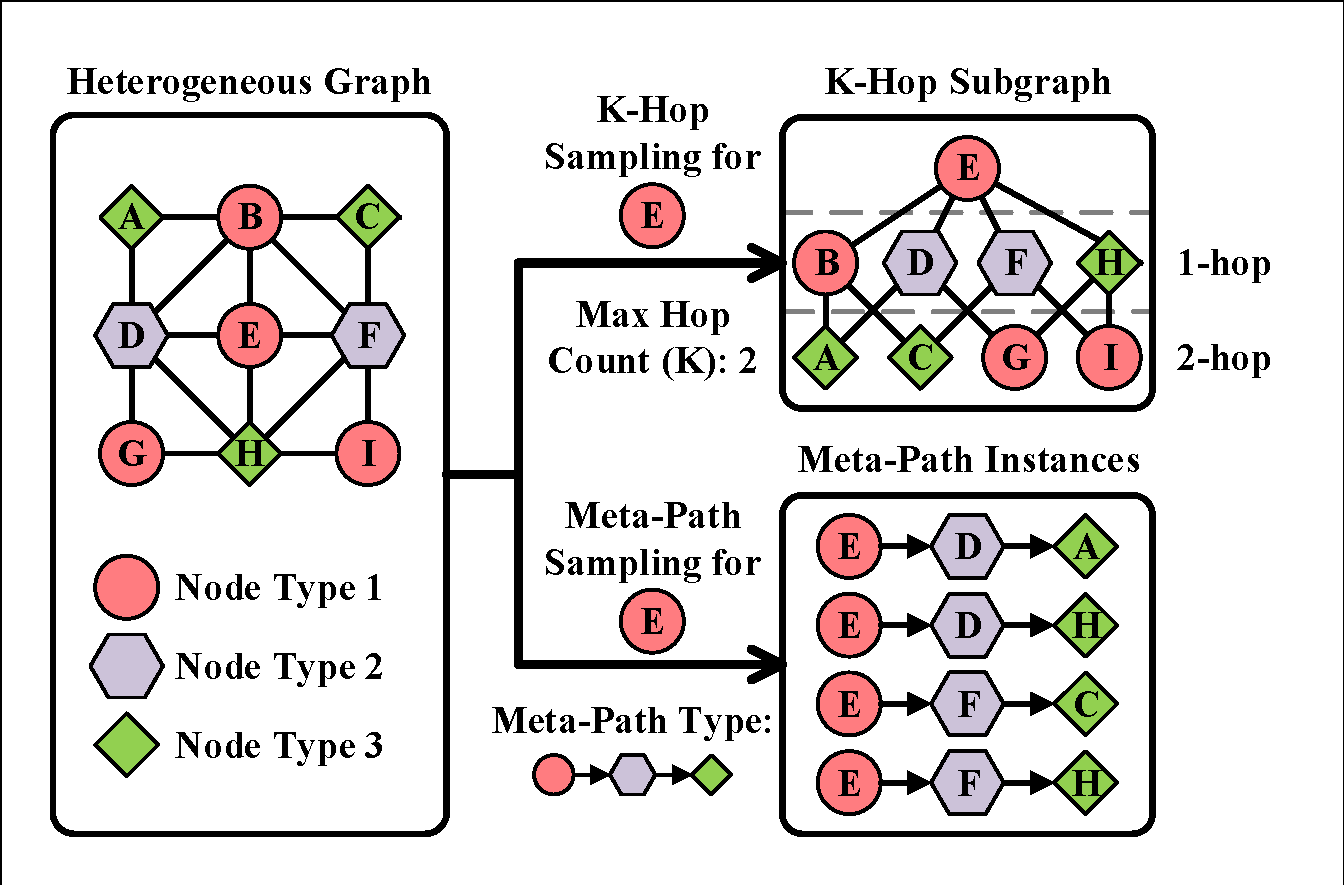 Heterogeneous Graph
A B C
D E F
G H I
Node Type 1
Node Type 2
Node Type 3
K-Hop
Sampling for
E
Max Hop
Count (K): 2
K-Hop Subgraph
E
B D F H 1-hop
A C G I 2-hop
Meta-Path
Sampling for
E
Meta-Path Type:
Meta-Path Instances
E D A
E D H
E F C
E F H